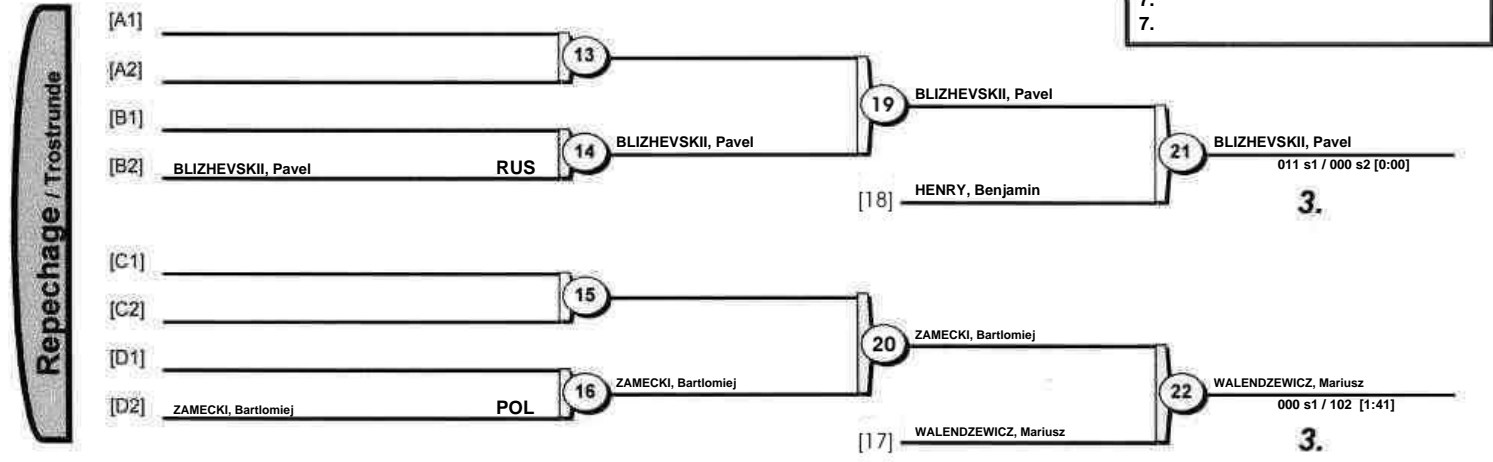 7.
7.
Repechage / Trostrunde
[A1]
13
[A2]
19
BLIZHEVSKII, Pavel
[B1]
14
BLIZHEVSKII, Pavel
21
BLIZHEVSKII, Pavel
[B2]
BLIZHEVSKII, Pavel
RUS
011 s1 / 000 s2 [0:00]
[18]
HENRY, Benjamin
3.
[C1]
15
[C2]
20
ZAMECKI, Bartlomiej
[D1]
16
ZAMECKI, Bartlomiej
22
WALENDZEWICZ, Mariusz
[D2]
ZAMECKI, Bartlomiej
POL
000 s1 / 102 [1:41]
[17]
WALENDZEWICZ, Mariusz
3.